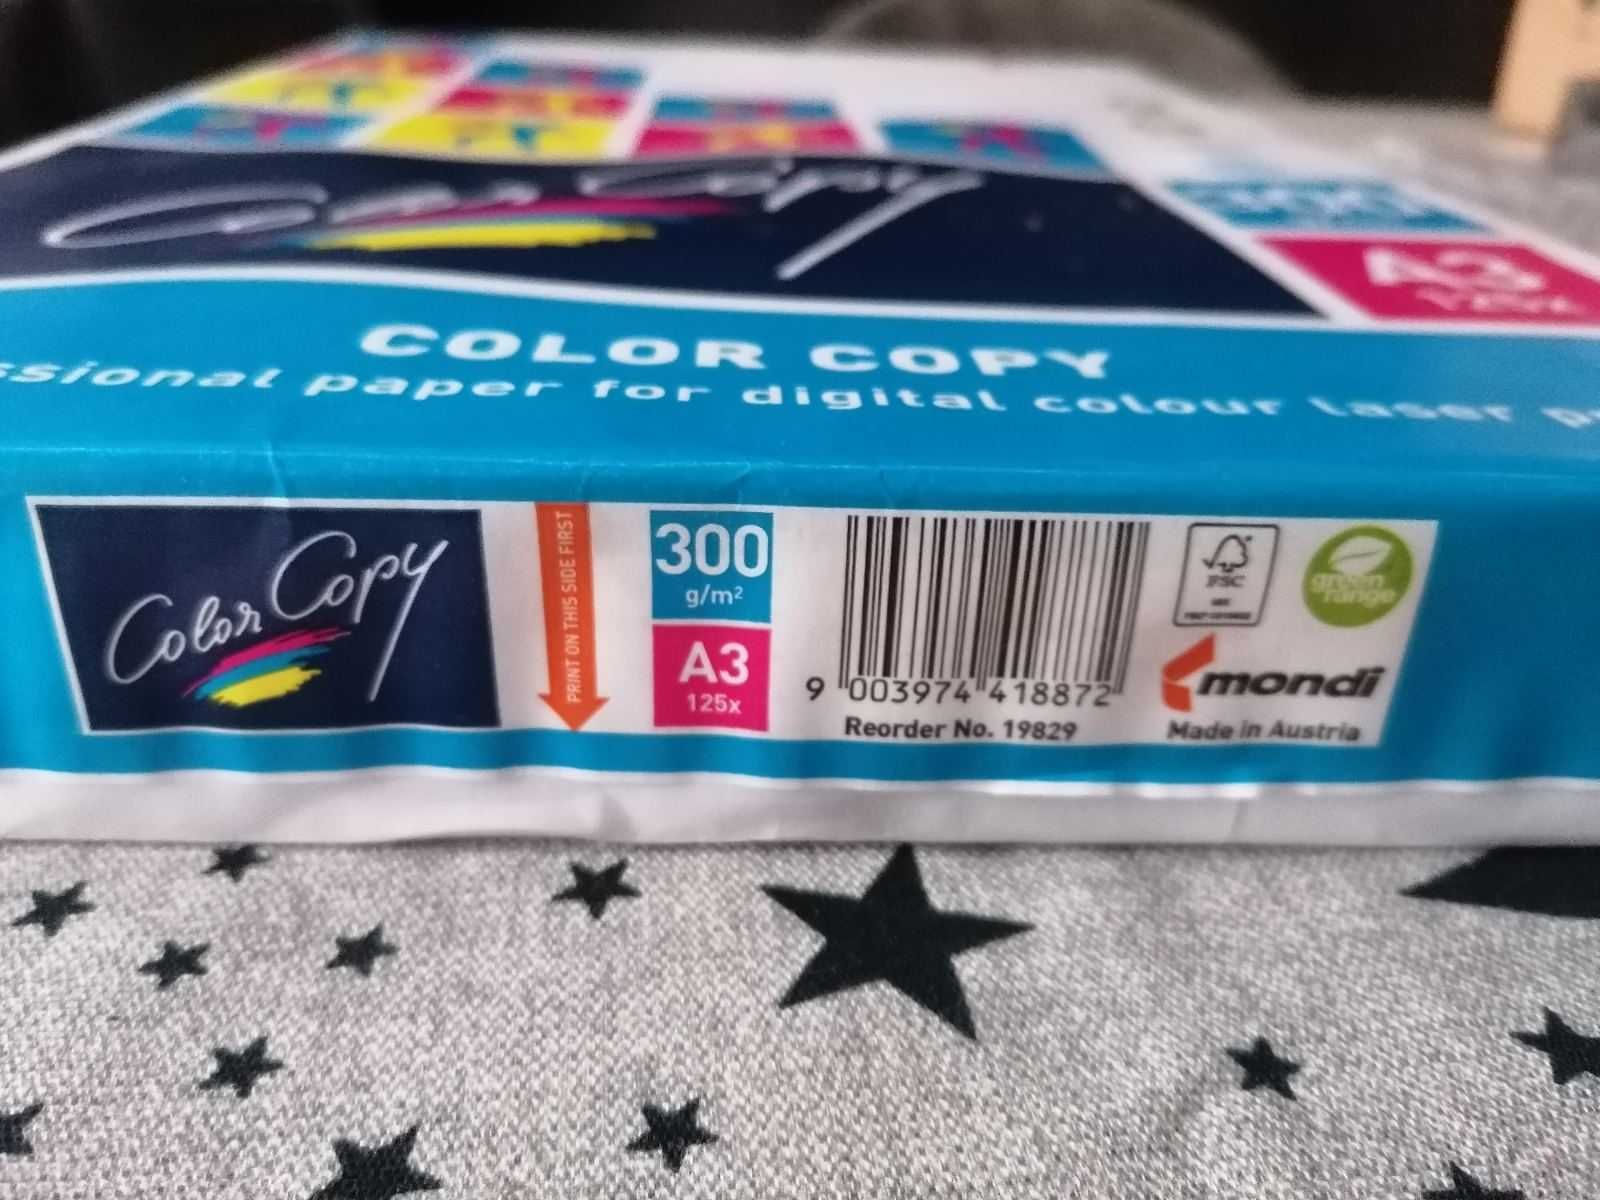 Color Copy
A3
125x
COLOR COPY
paper for digital colour laser
Color Copy
PRINT ON THIS SIDE FIRST
300
g/m²
A3
125x
9 003974 418872
Reorder No. 19829
FSC
green
range
mondi
Made in Austria